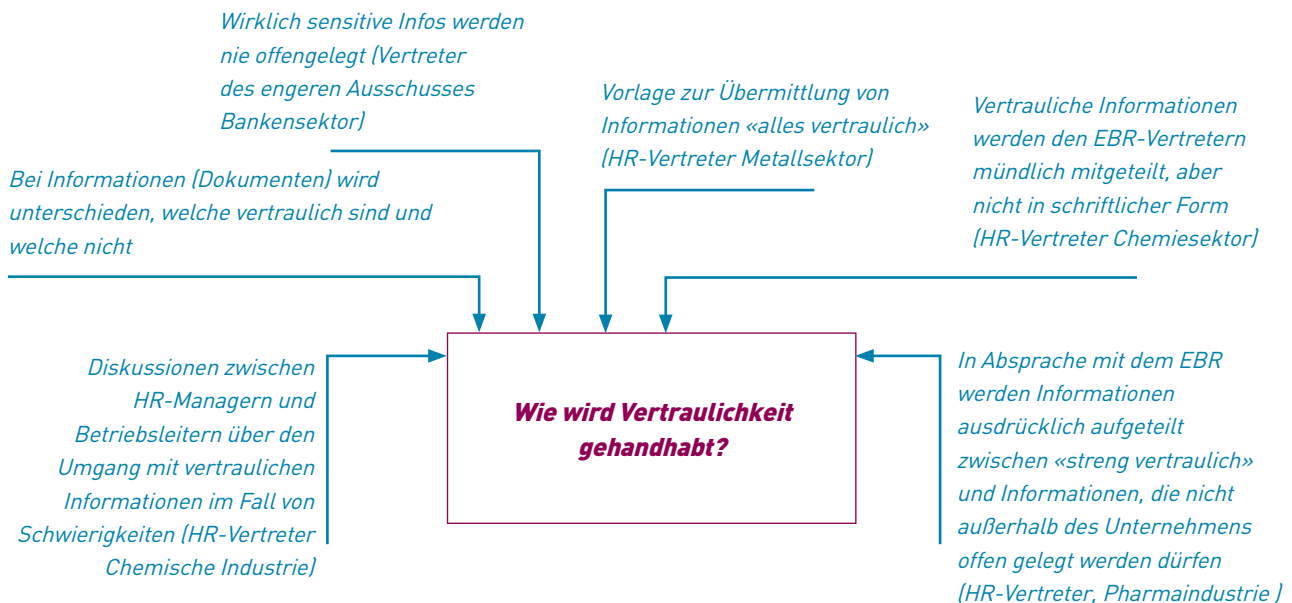 Wirklich sensitive Infos werden
nie offengelegt (Vertreter
des engeren Ausschusses
Bankensektor)
Vorlage zur Übermittlung von
Informationen «alles vertraulich»
(HR-Vertreter Metallsektor)
Vertrauliche Informationen
werden den EBR-Vertretern
mündlich mitgeteilt, aber
nicht in schriftlicher Form
(HR-Vertreter Chemiesektor)
Bei Informationen (Dokumenten) wird
unterschieden, welche vertraulich sind und
welche nicht
Diskussionen zwischen
HR-Managern und
Betriebsleitern über den
Umgang mit vertraulichen
Informationen im Fall von
Schwierigkeiten (HR-Vertreter
Chemische Industrie)
Wie wird Vertraulichkeit
gehandhabt?
In Absprache mit dem EBR
werden Informationen
ausdrücklich aufgeteilt
zwischen «streng vertraulich»
und Informationen, die nicht
außerhalb des Unternehmens
offen gelegt werden dürfen
(HR-Vertreter, Pharmaindustrie )